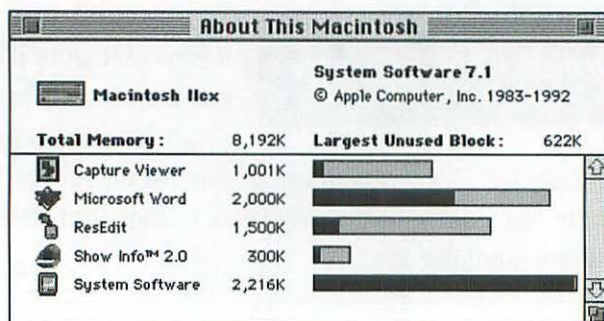 About This Macintosh
System Software 7.1
Macintosh IIcx
© Apple Computer, Inc. 1983-1992
Total Memory : 8,192K Largest Unused Block : 622K
Capture Viewer 1,001K
Microsoft Word 2,000K
ResEdit 1,500K
Show Info™ 2.0 300K
System Software 2,216K